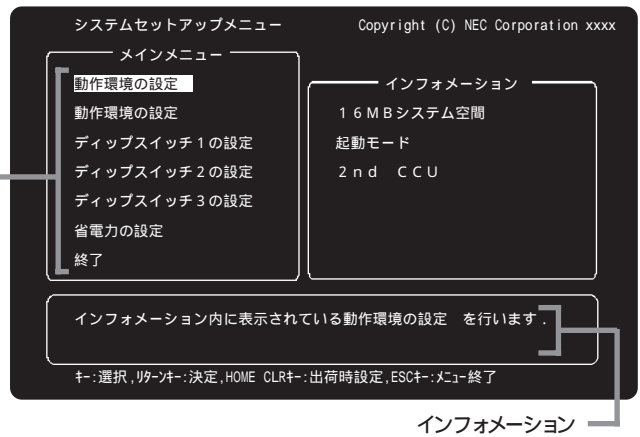 システムセットアップメニュー
Copyright (C) NEC Corporation xxxx
メインメニュー
動作環境の設定
動作環境の設定
ディップスイッチ１の設定
ディップスイッチ２の設定
ディップスイッチ３の設定
省電力の設定
終了
インフォメーション
１６ＭＢシステム空間
起動モード
２ｎｄ　ＣＣＵ
インフォメーション内に表示されている動作環境の設定　を行います．
ｷｰ:選択,ﾘﾀｰﾝｷｰ:決定,HOME CLRｷｰ:出荷時設定,ESCｷｰ:ﾒﾆｭｰ終了
インフォメーション